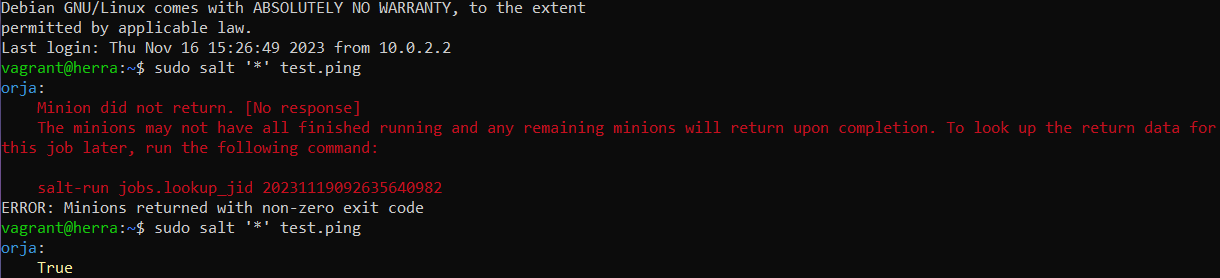 Debian GNU/Linux comes with ABSOLUTELY NO WARRANTY, to the extent
permitted by applicable law.
Last login: Thu Nov 16 15:26:49 2023 from 10.0.2.2
vagrant@herra:~$ sudo salt '*' test.ping
orja:
    Minion did not return. [No response]
    The minions may not have all finished running and any remaining minions will return upon completion. To look up the return data for
this job later, run the following command:

    salt-run jobs.lookup_jid 20231119092635640982
ERROR: Minions returned with non-zero exit code
vagrant@herra:~$ sudo salt '*' test.ping
orja:
    True